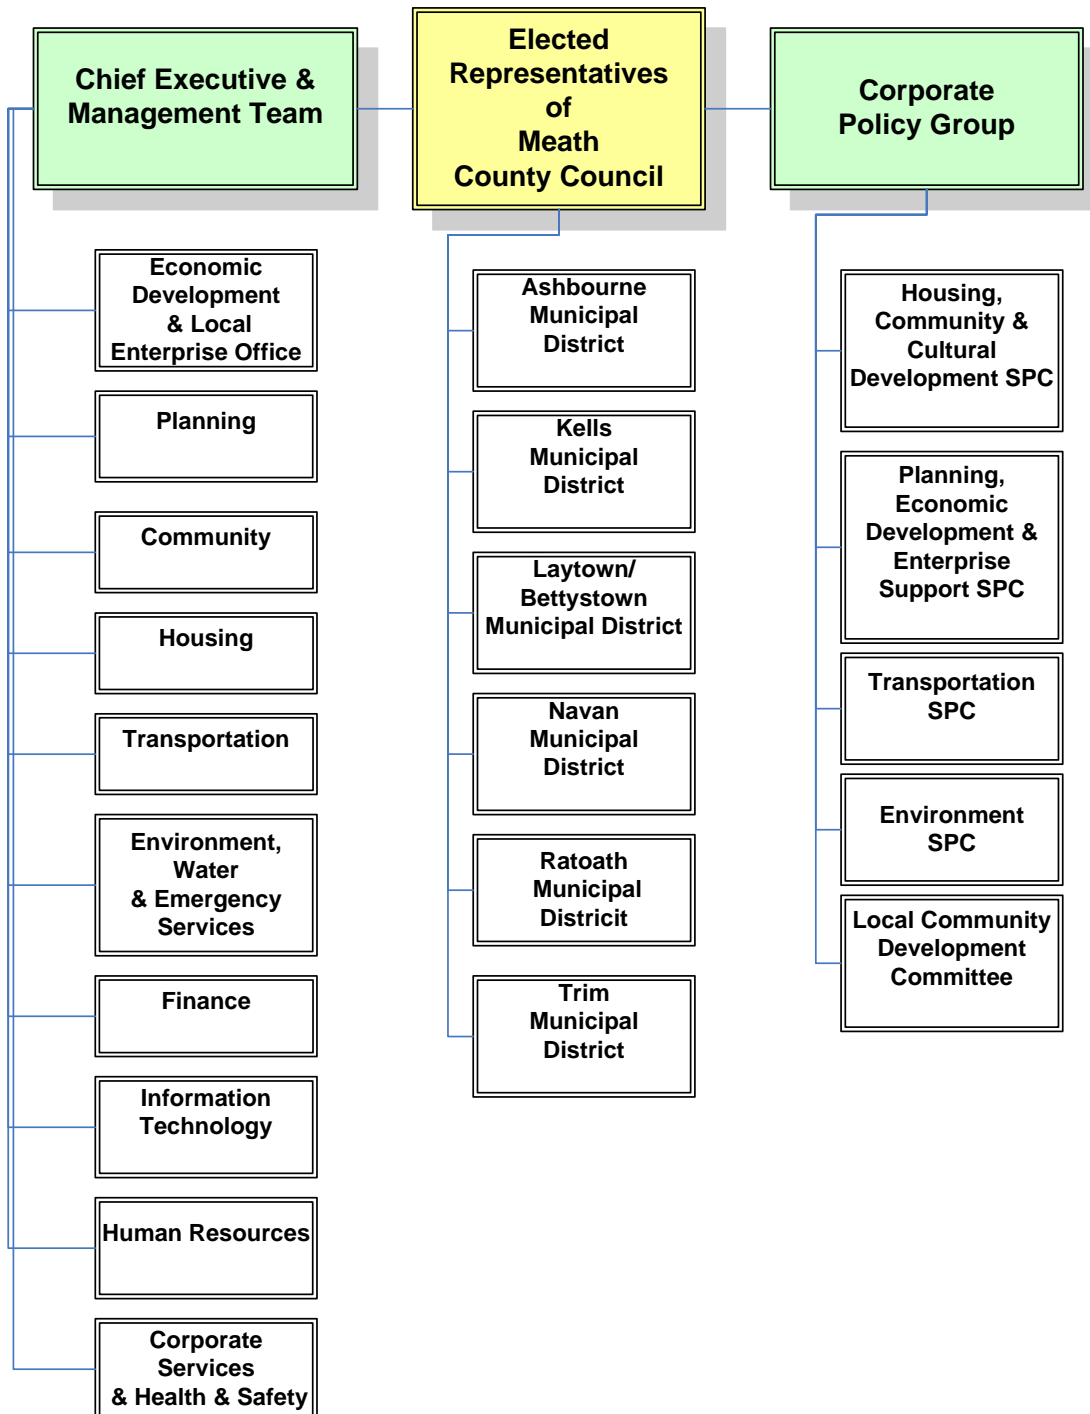 Chief Executive &
Management Team
Elected
Representatives
of
Meath
County Council
Corporate
Policy Group
Economic
Development
& Local
Enterprise Office
Planning
Community
Housing
Transportation
Environment,
Water
& Emergency
Services
Finance
Information
Technology
Human Resources
Corporate
Services
& Health & Safety
Ashbourne
Municipal
District
Kells
Municipal
District
Laytown/
Bettystown
Municipal District
Navan
Municipal
District
Ratoath
Municipal
Districit
Trim
Municipal
District
Housing,
Community &
Cultural
Development SPC
Planning,
Economic
Development &
Enterprise
Support SPC
Transportation
SPC
Environment
SPC
Local Community
Development
Committee